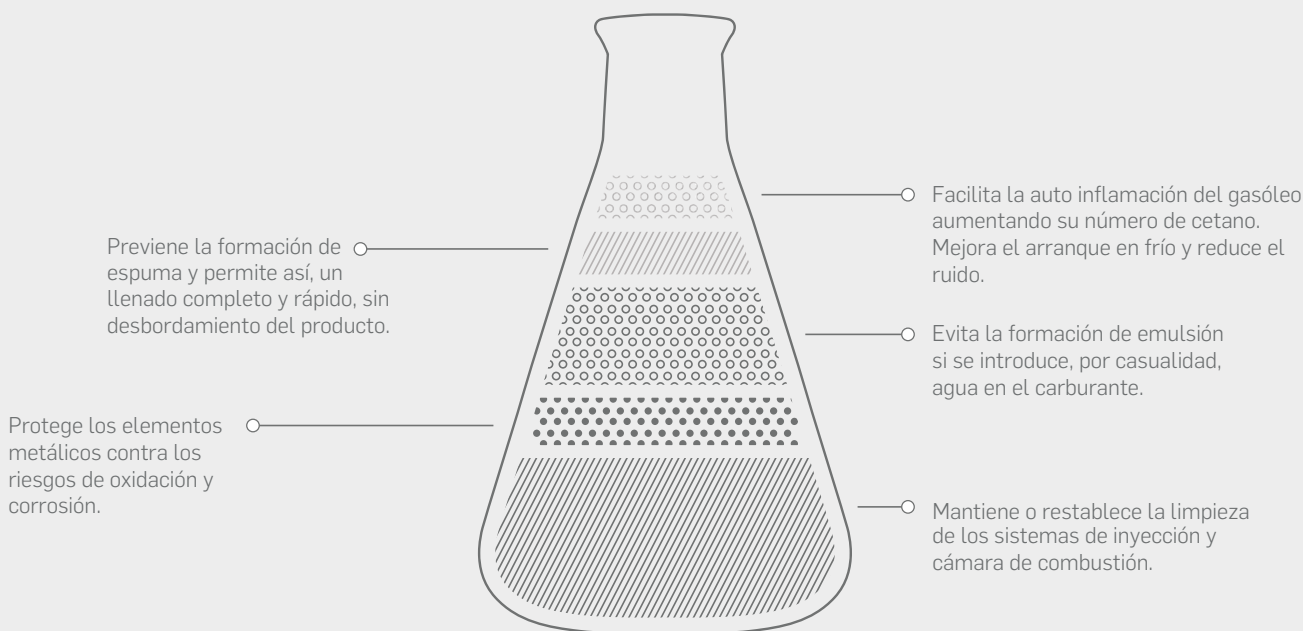 Facilita la auto inflamación del gasóleo
aumentando su número de cetano.
Mejora el arranque en frío y reduce el
ruido.
Previene la formación de
espuma y permite así, un
llenado completo y rápido, sin
desbordamiento del producto.
Evita la formación de emulsión
si se introduce, por casualidad,
agua en el carburante.
Protege los elementos
metálicos contra los
riesgos de oxidación y
corrosión.
Mantiene o restablece la limpieza
de los sistemas de inyección y
cámara de combustión.